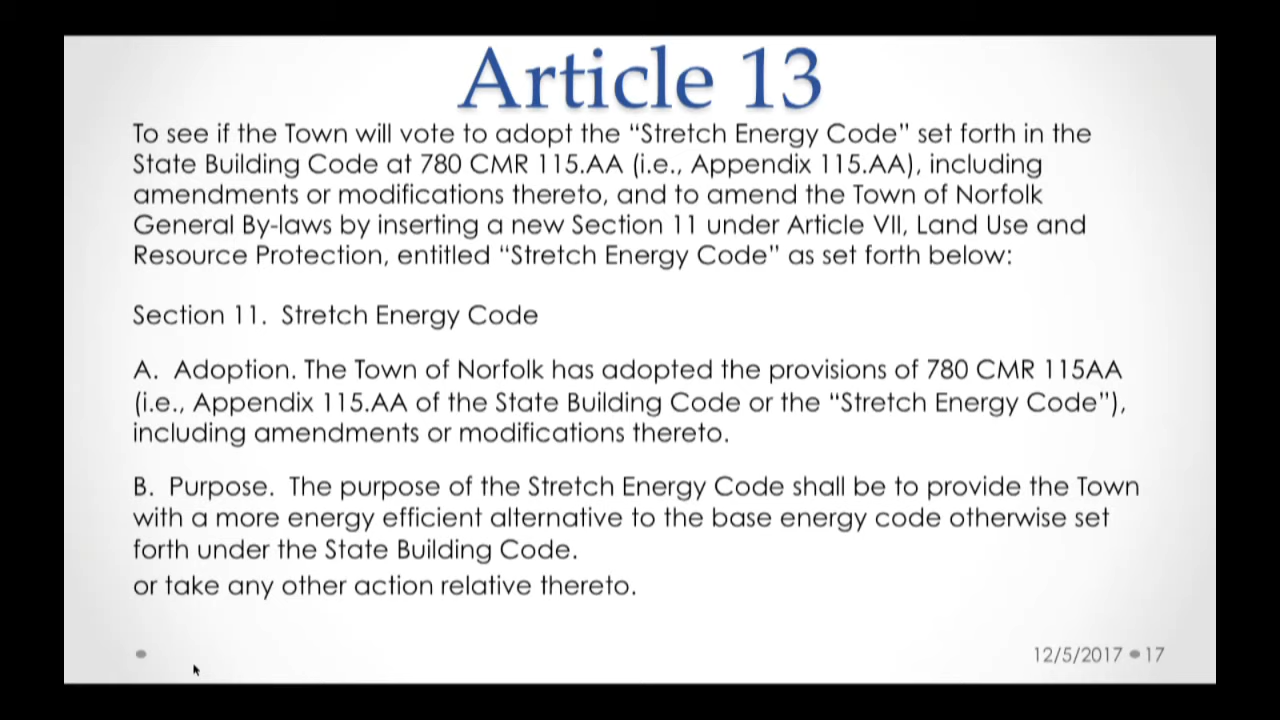 Article 13
To see if the Town will vote to adopt the “Stretch Energy Code” set forth in the
State Building Code at 780 CMR 115.AA (i.e., Appendix 115.AA), including
amendments or modifications thereto, and to amend the Town of Norfolk
General By-laws by inserting a new Section 11 under Article VII, Land Use and
Resource Protection, entitled “Stretch Energy Code” as set forth below:
Section 11.  Stretch Energy Code
A.  Adoption. The Town of Norfolk has adopted the provisions of 780 CMR 115AA
(i.e., Appendix 115.AA of the State Building Code or the “Stretch Energy Code”),
including amendments or modifications thereto.
B.  Purpose.  The purpose of the Stretch Energy Code shall be to provide the Town
with a more energy efficient alternative to the base energy code otherwise set
forth under the State Building Code.
or take any other action relative thereto.
12/5/2017 • 17